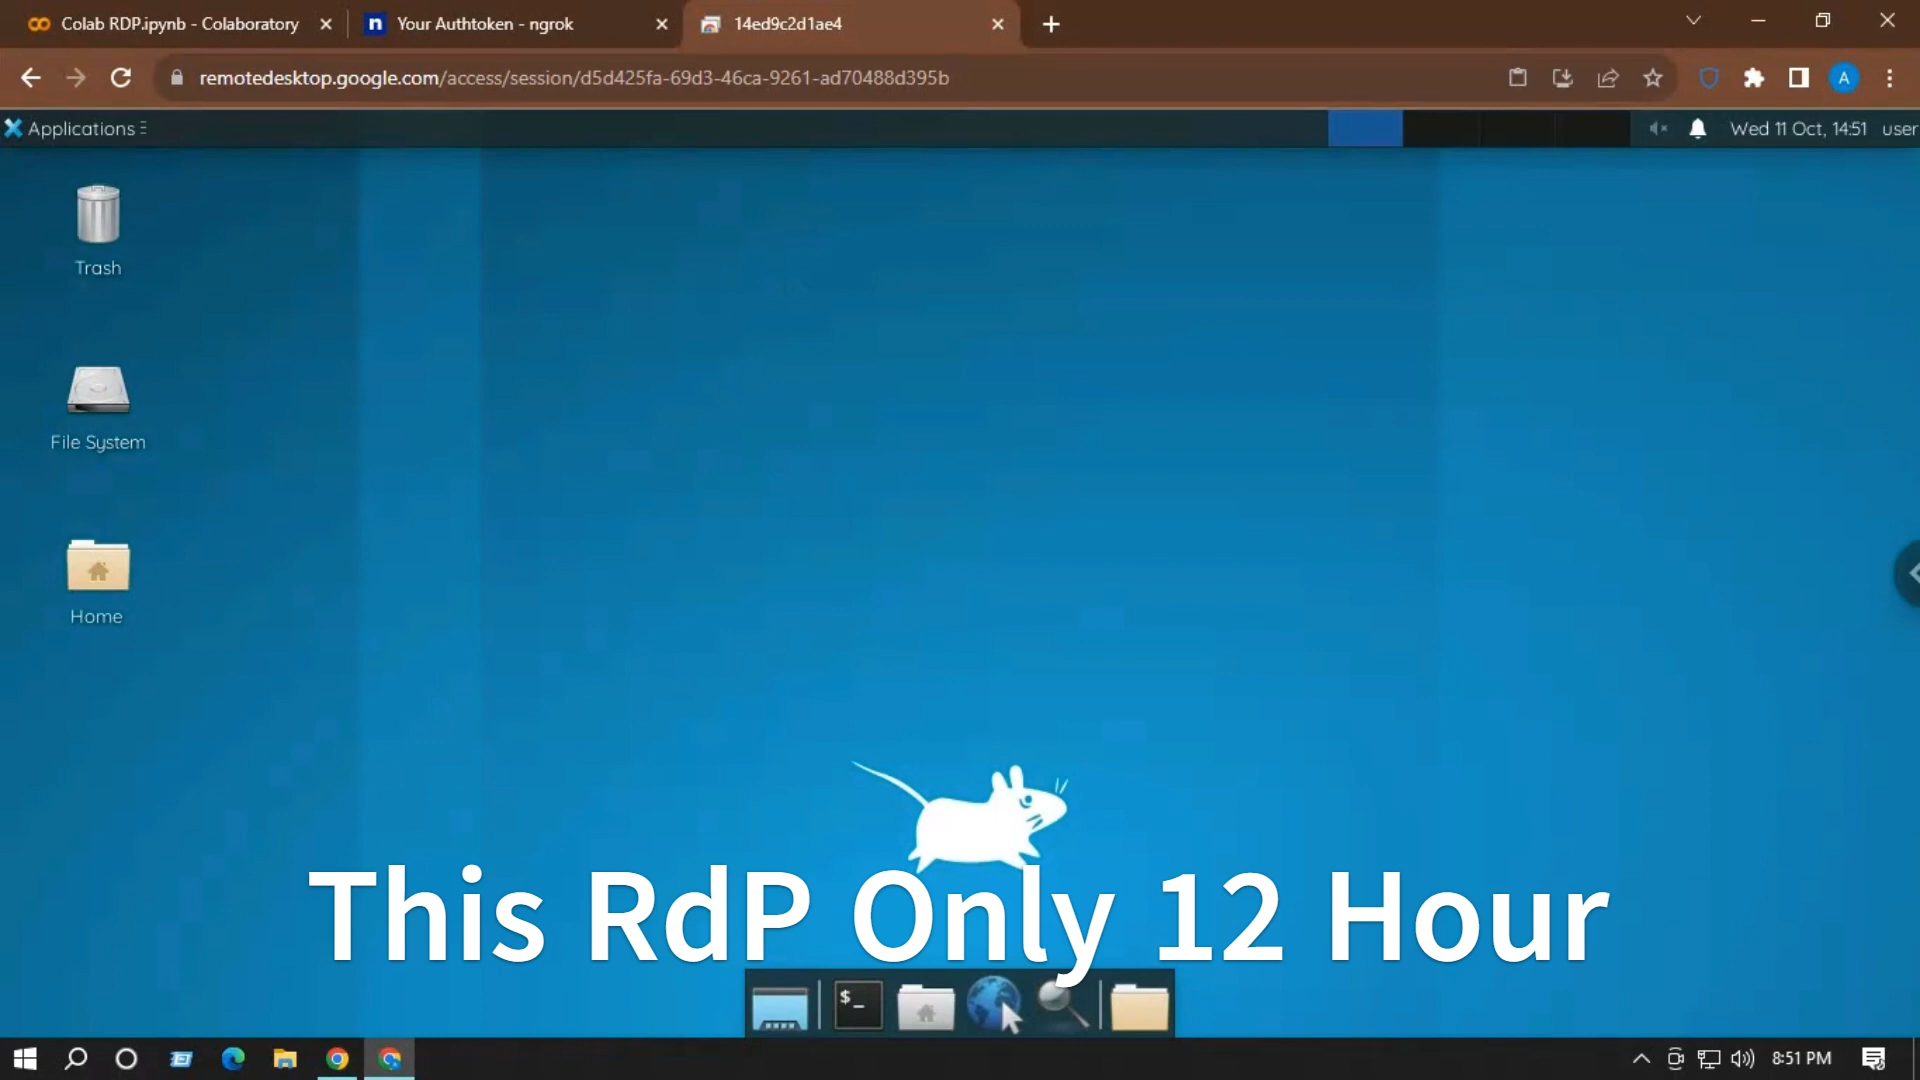 Colab RDP.ipynb - Colaboratory
Your Authtoken - ngrok
14ed9c2d1ae4
remotedesktop.google.com/access/session/d5d425fa-69d3-46ca-9261-ad70488d395b
A
Applications
Wed 11 Oct, 14:51 user
Trash
File System
Home
This RdP Only 12 Hour
$_
8:51 PM